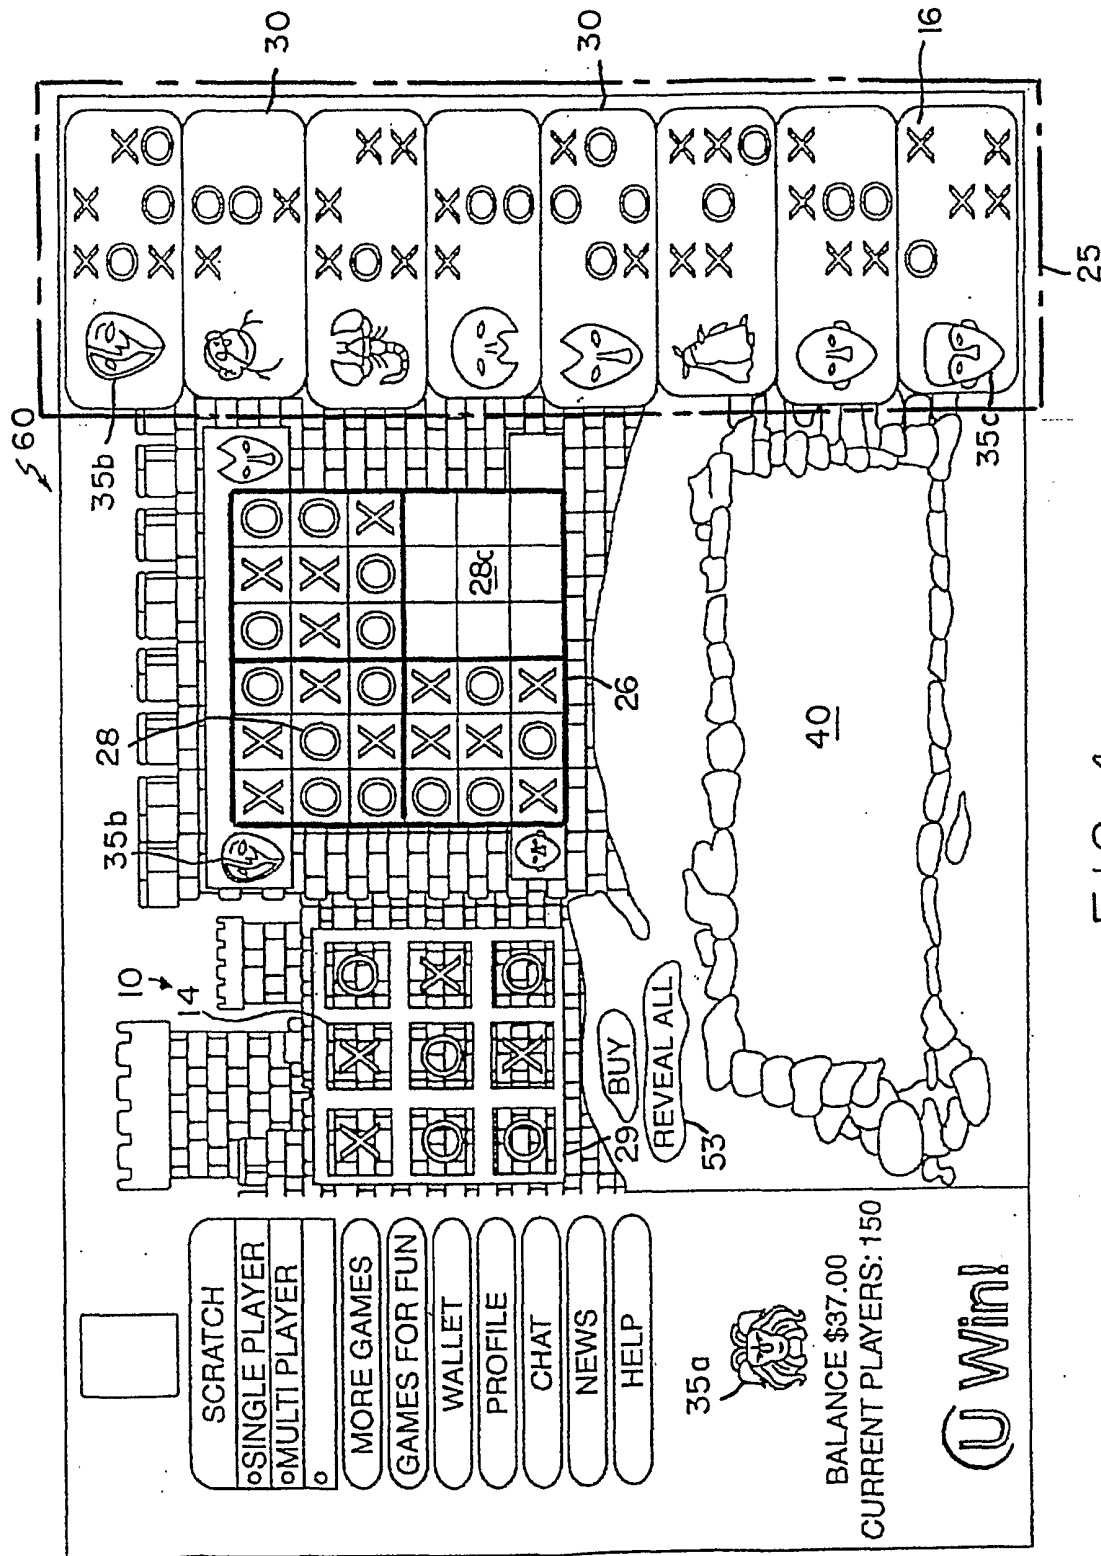 60
SCRATCH
SINGLE PLAYER
MULTI PLAYER
MORE GAMES
GAMES FOR FUN
WALLET
PROFILE
CHAT
NEWS
HELP
35a
BALANCE $37.00
CURRENT PLAYERS: 150
U Win!
10
14
35b
28
35b
30
30
16
28c
26
29
BUY
REVEAL ALL
53
40
35c
25